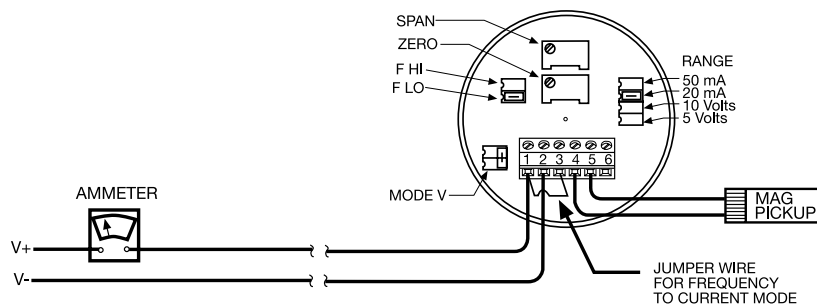 SPAN
ZERO
F HI
F LO
RANGE
50 mA
20 mA
10 Volts
5 Volts
1 2 3 4 5 6
MODE V
AMMETER
MAG
PICKUP
V+
V-
JUMPER WIRE
FOR FREQUENCY
TO CURRENT MODE